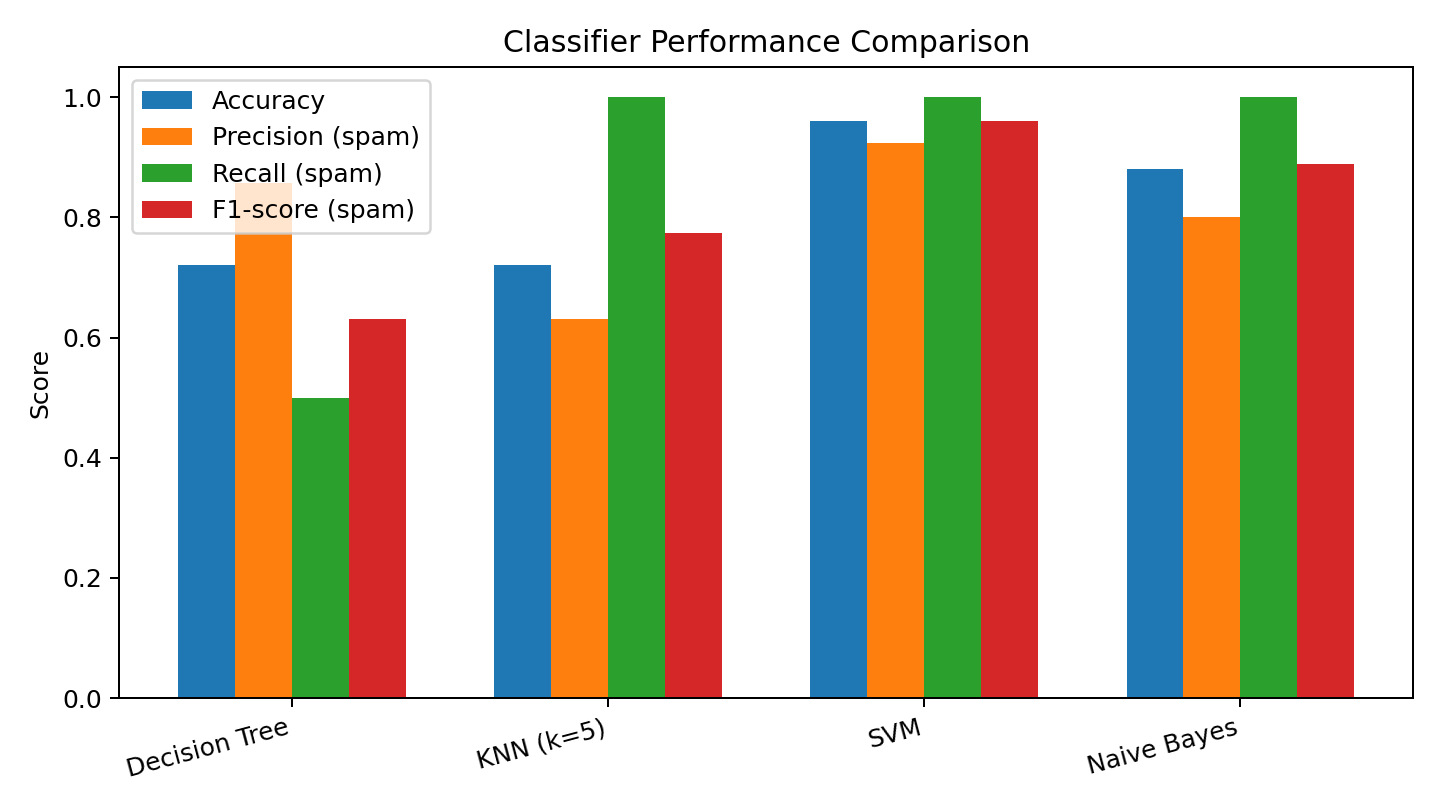 Classifier Performance Comparison
Accuracy
Precision (spam)
Recall (spam)
F1-score (spam)
Score
1.0
0.8
0.6
0.4
0.2
0.0
Decision Tree
KNN (k=5)
SVM
Naive Bayes